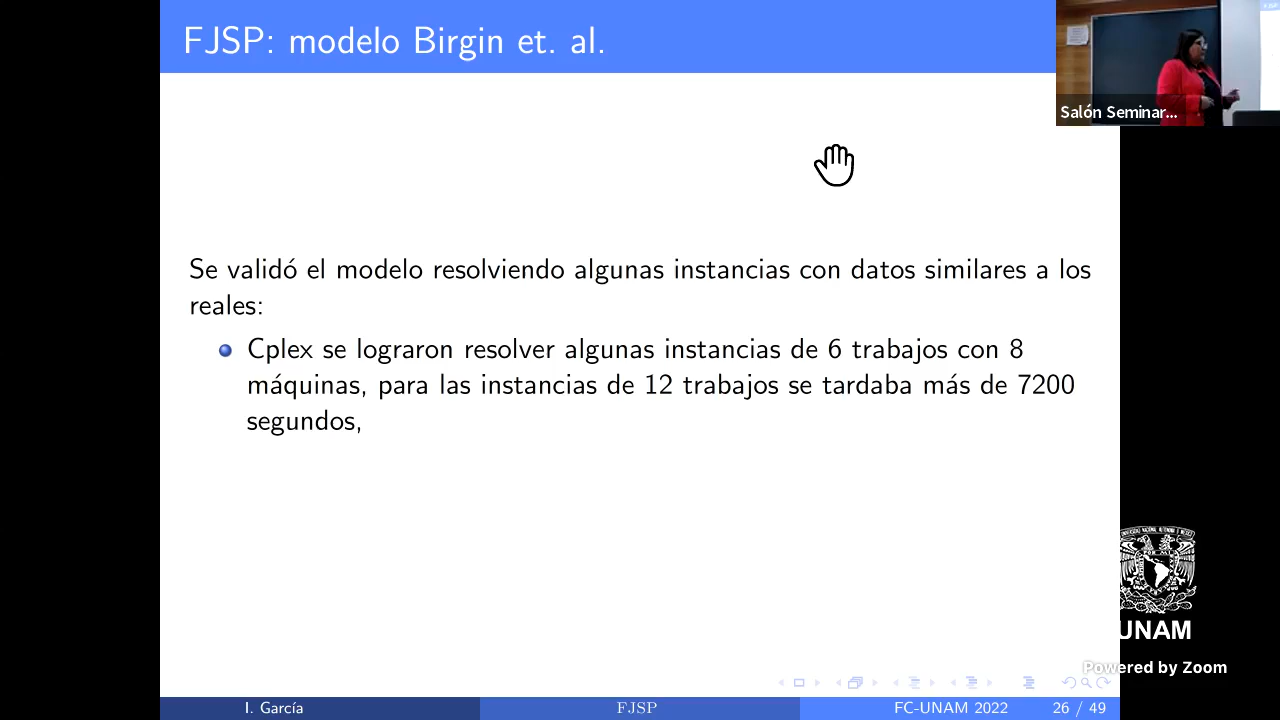 FJSP: modelo Birgin et. al.
Salón Seminar...
Se validó el modelo resolviendo algunas instancias con datos similares a los
reales:
Cplex se lograron resolver algunas instancias de 6 trabajos con 8
máquinas, para las instancias de 12 trabajos se tardaba más de 7200
segundos,
UNAM
Powered by Zoom
I. García
FJSP
FC-UNAM 2022
26 / 49